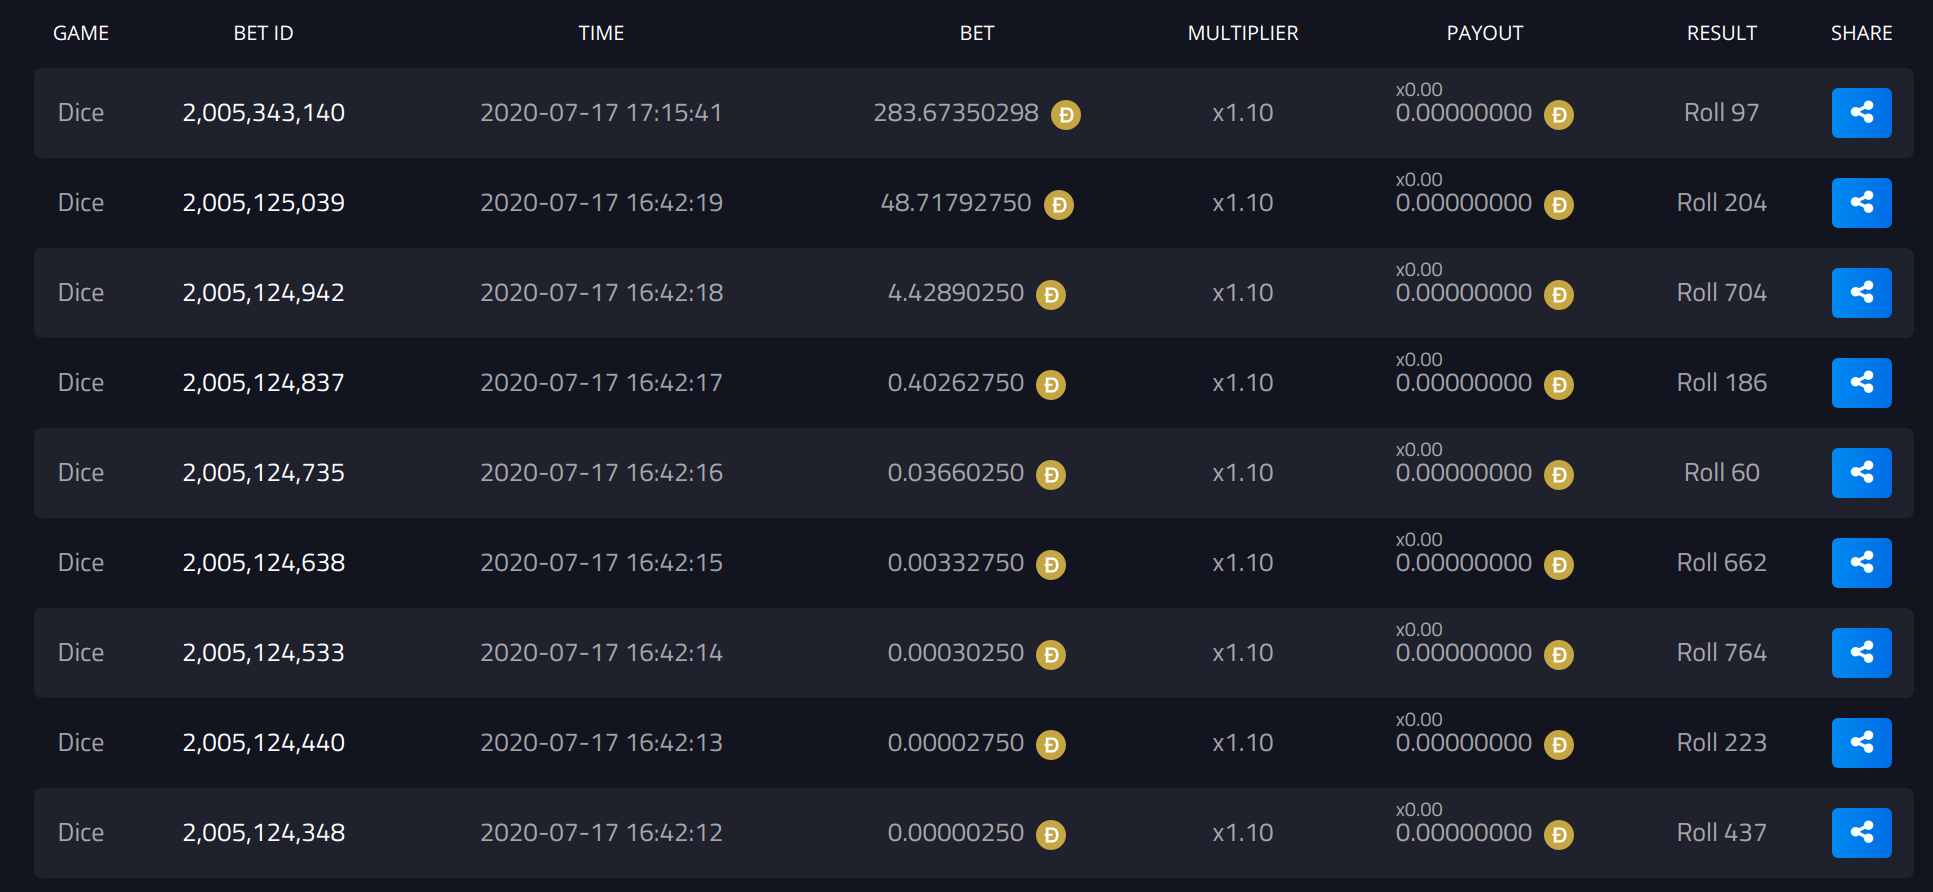 GAME BET ID TIME BET MULTIPLIER PAYOUT RESULT SHARE
x0.00
Dice 2,005,343,140 2020-07-17 17:15:41 283.67350298 x1.10 0.00000000 Roll 97
x0.00
Dice 2,005,125,039 2020-07-17 16:42:19 48.71792750 x1.10 0.00000000 Roll 204
x0.00
Dice 2,005,124,942 2020-07-17 16:42:18 4.42890250 x1.10 0.00000000 Roll 704
x0.00
Dice 2,005,124,837 2020-07-17 16:42:17 0.40262750 x1.10 0.00000000 Roll 186
x0.00
Dice 2,005,124,735 2020-07-17 16:42:16 0.03660250 x1.10 0.00000000 Roll 60
x0.00
Dice 2,005,124,638 2020-07-17 16:42:15 0.00332750 x1.10 0.00000000 Roll 662
x0.00
Dice 2,005,124,533 2020-07-17 16:42:14 0.00030250 x1.10 0.00000000 Roll 764
x0.00
Dice 2,005,124,440 2020-07-17 16:42:13 0.00002750 x1.10 0.00000000 Roll 223
x0.00
Dice 2,005,124,348 2020-07-17 16:42:12 0.00000250 x1.10 0.00000000 Roll 437